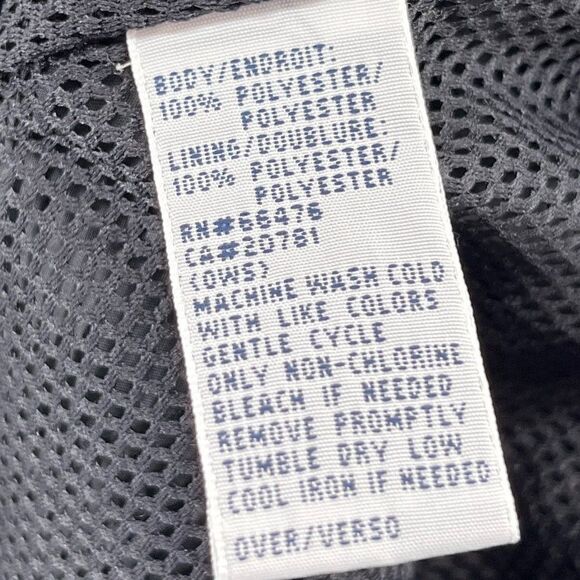 BODY/ENDROIT:
100% POLYESTER/
POLYESTER
LINING/DOUBLURE:
100% POLYESTER/
POLYESTER
RN#66476
CA#20781
(OWS)
MACHINE WASH COLD
WITH LIKE COLORS
GENTLE CYCLE
ONLY NON-CHLORINE
BLEACH IF NEEDED
REMOVE PROMPTLY
TUMBLE DRY LOW
COOL IRON IF NEEDED
OVER/VERSO